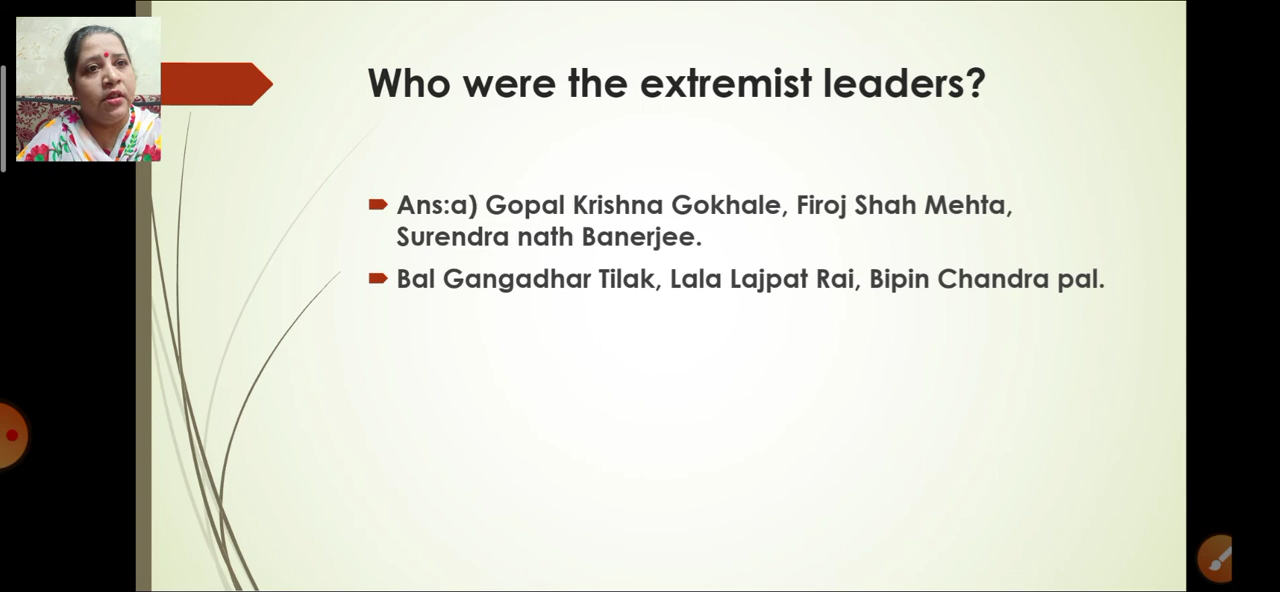 Who were the extremist leaders?
Ans:a) Gopal Krishna Gokhale, Firoj Shah Mehta,
Surendra nath Banerjee.
Bal Gangadhar Tilak, Lala Lajpat Rai, Bipin Chandra pal.